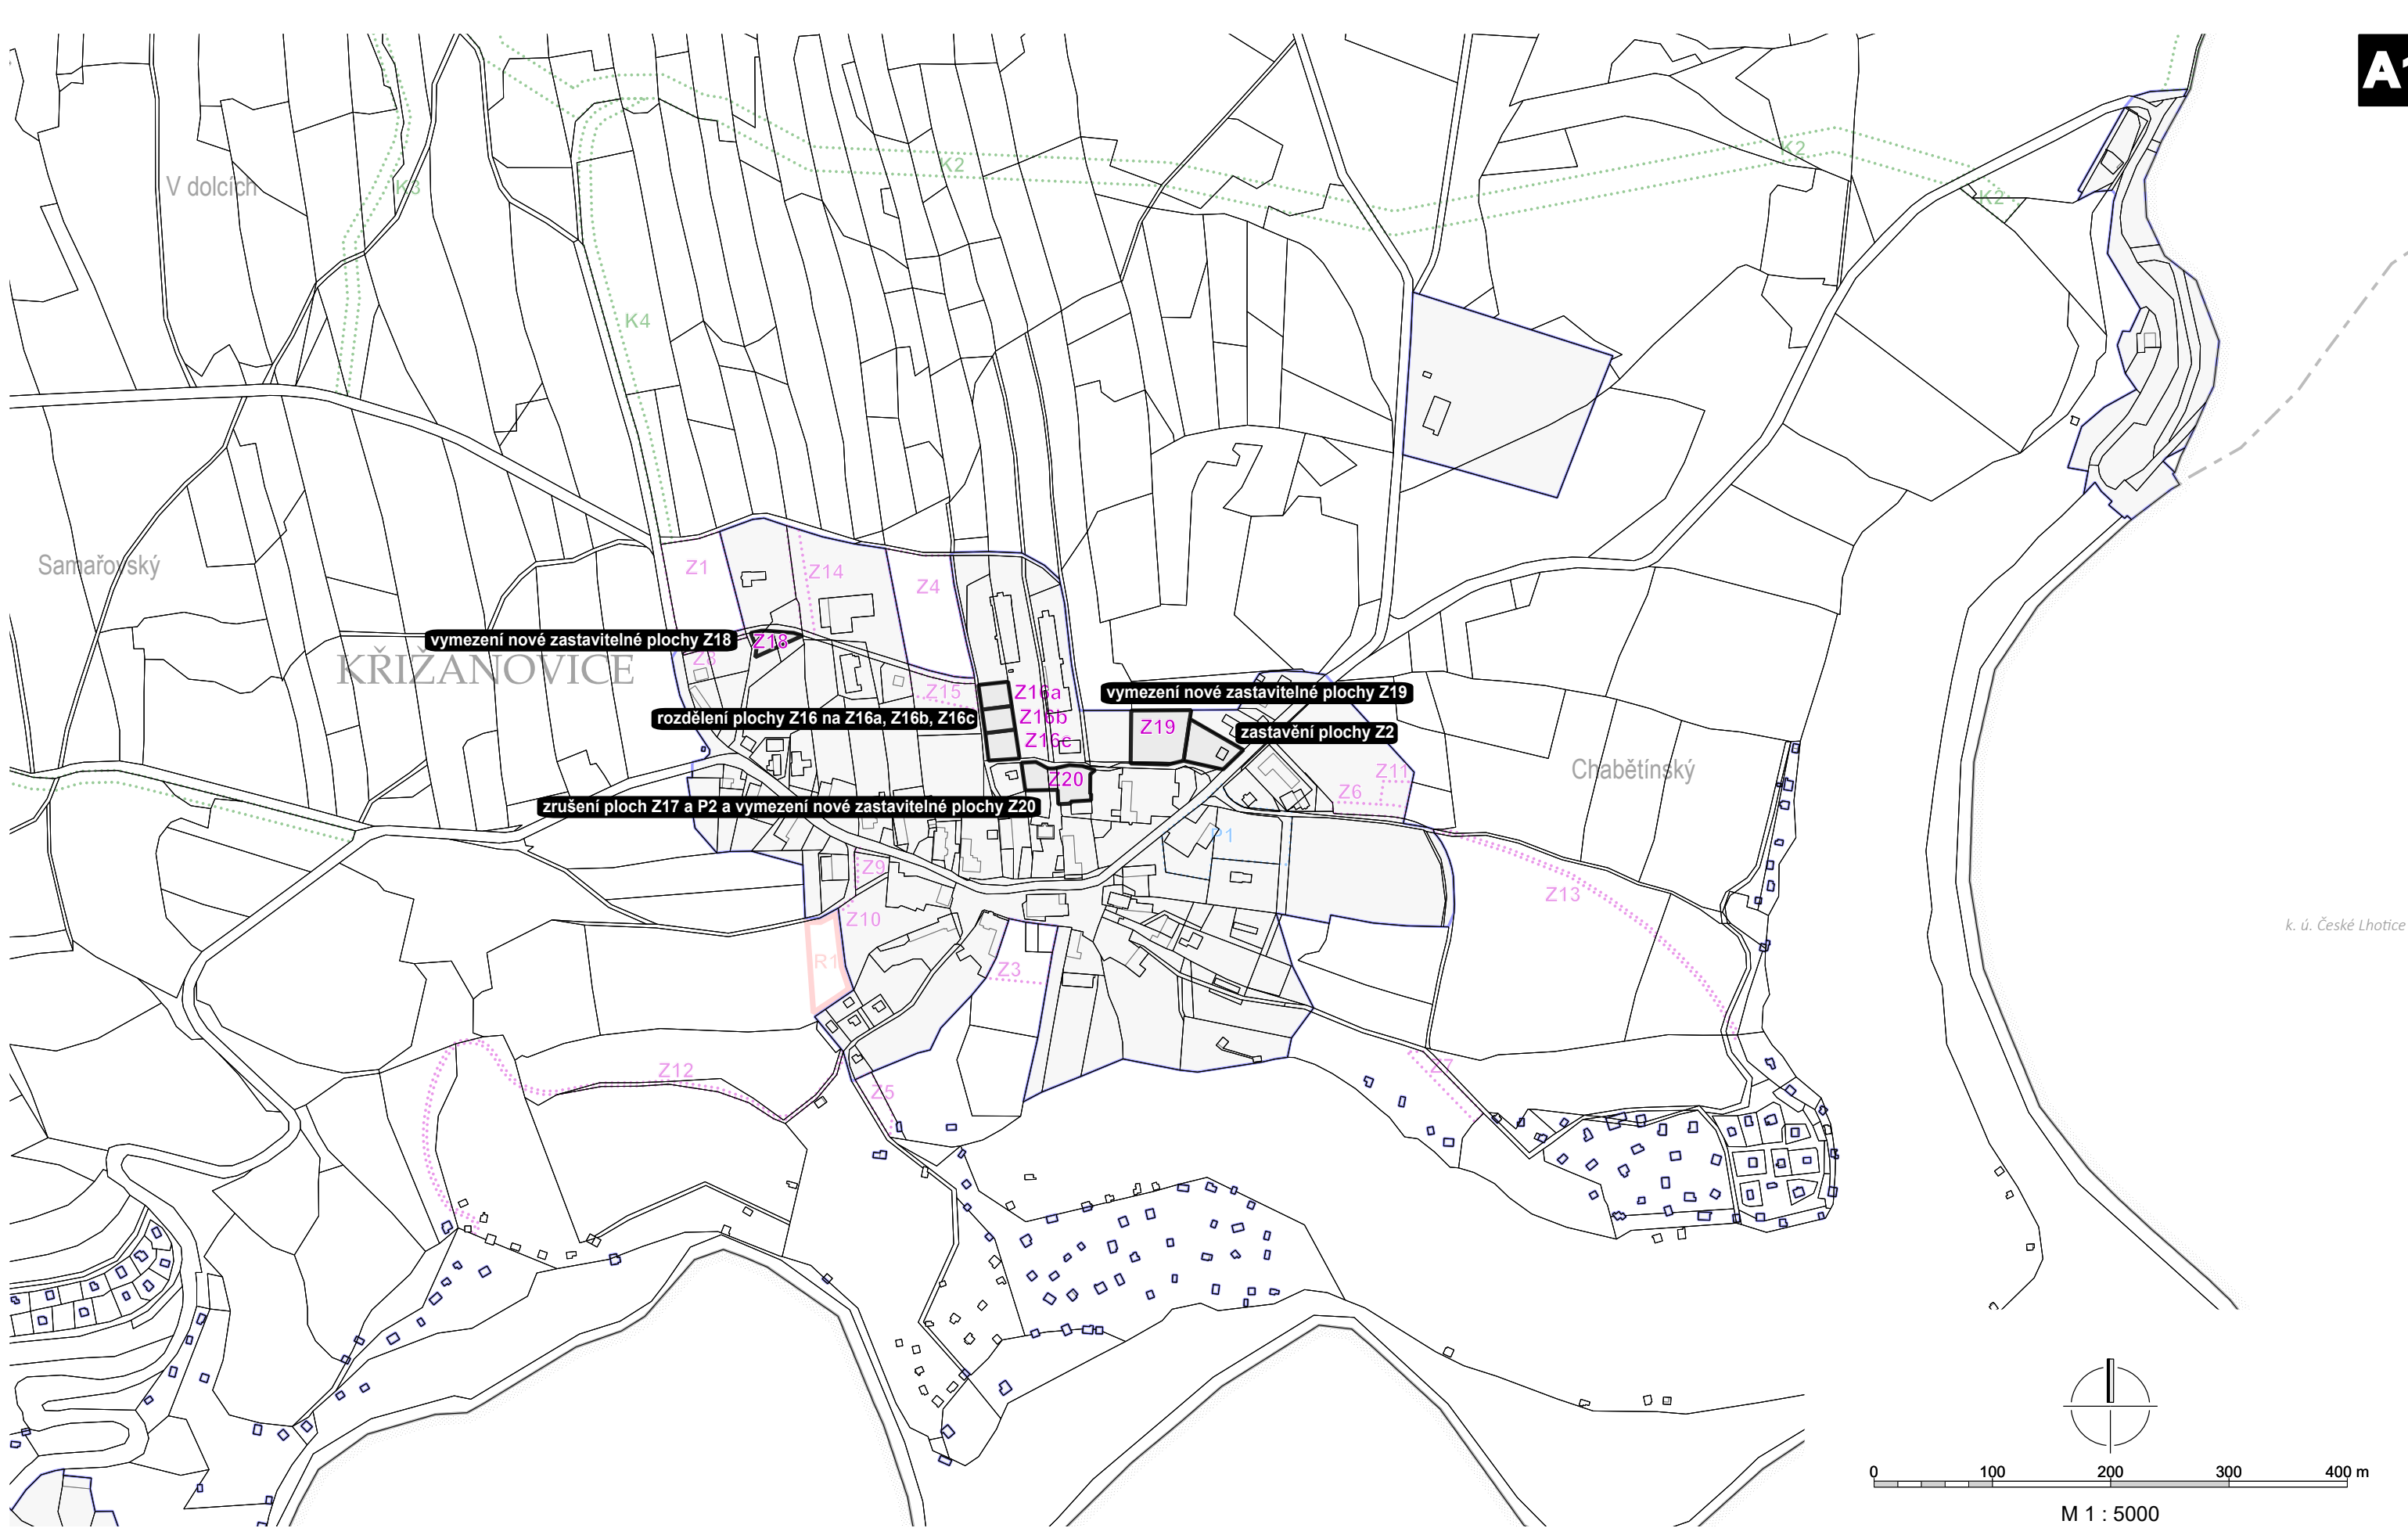 A1
K2
K2
K2
K3
V dolcích
K4
Samařovský
Z1
Z14
Z4
vymezení nové zastavitelné plochy Z18
Z18
Z8
KŘIŽANOVICE
Z15
Z16a
vymezení nové zastavitelné plochy Z19
rozdělení plochy Z16 na Z16a, Z16b, Z16c
Z16b
Z19
zastavění plochy Z2
Z16c
Chabětínský
Z11
Z20
Z6
zrušení ploch Z17 a P2 a vymezení nové zastavitelné plochy Z20
P1
Z9
Z13
Z10
k. ú. České Lhotice
R1
Z3
Z12
Z7
Z5
0 100 200 300 400 m
M 1 : 5000